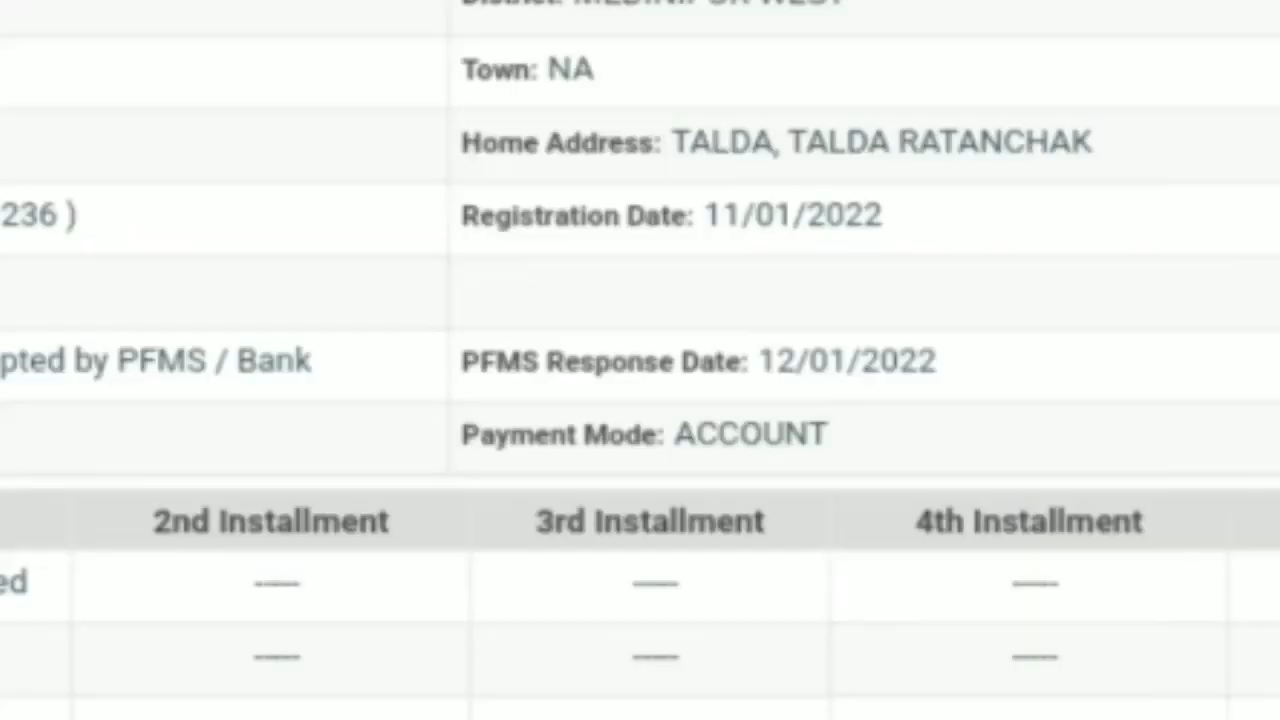 Town: NA
Home Address: TALDA, TALDA RATANCHAK
236 ) Registration Date: 11/01/2022
pted by PFMS / Bank PFMS Response Date: 12/01/2022
Payment Mode: ACCOUNT
2nd Installment 3rd Installment 4th Installment
ed ---- ---- ----
---- ---- ----